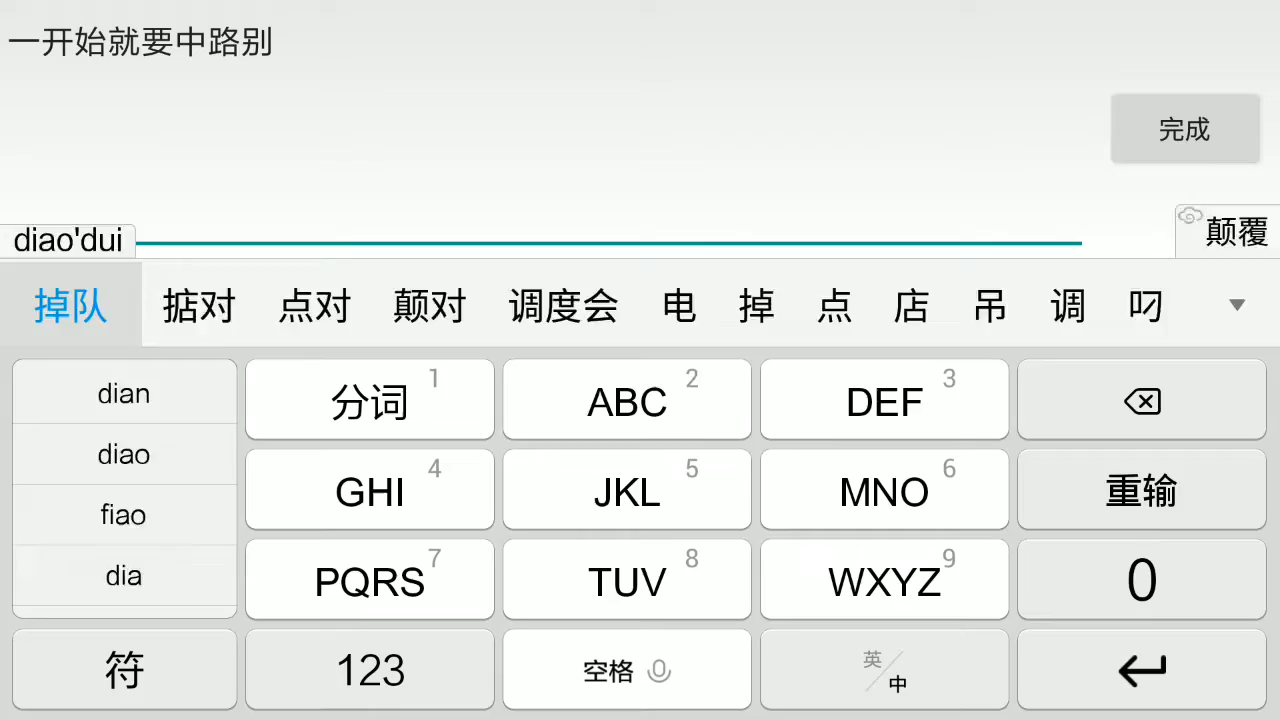 一开始就要中路别
完成
diao'dui
颠覆
掉队 掂对 点对 颠对 调度会 电 掉 点 店 吊 调 叼
dian
diao
fiao
dia
分词 1
ABC 2
DEF 3
GHI 4
JKL 5
MNO 6
重输
PQRS 7
TUV 8
WXYZ 9
0
符
123
空格
英/中